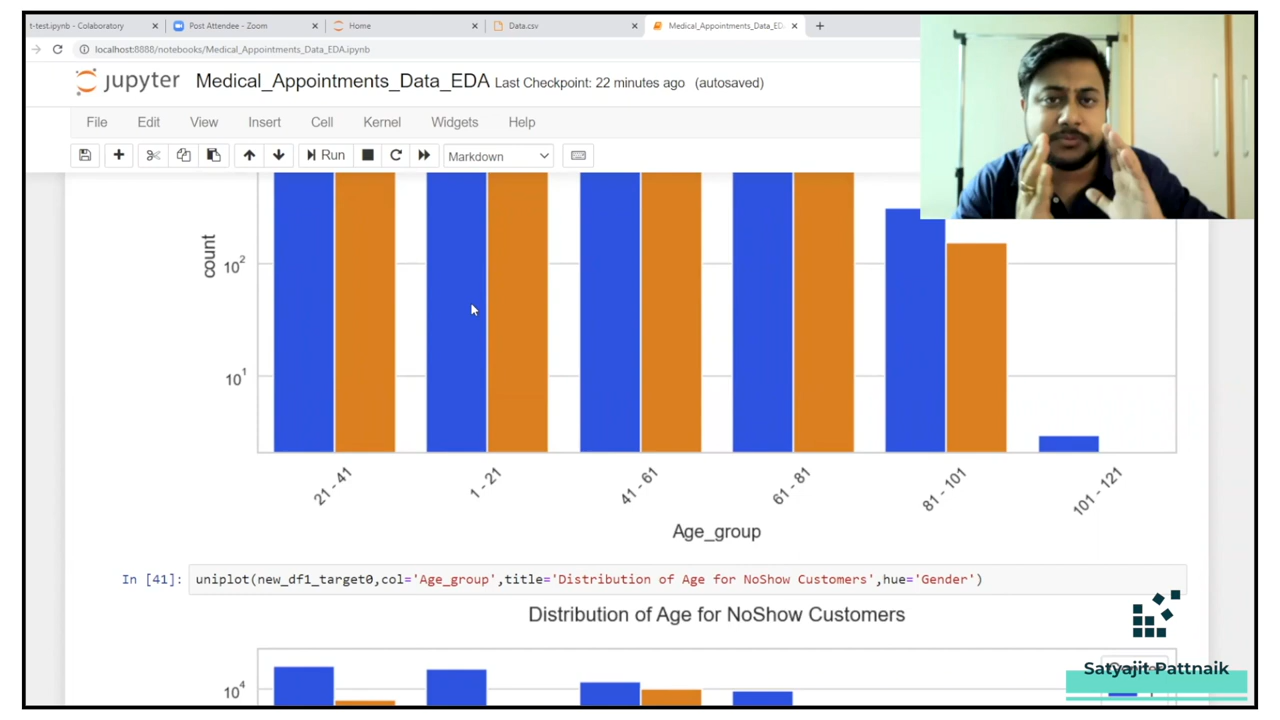 t-test.ipynb - Colaboratory
Post Attendee - Zoom
Home
Data.csv
Medical_Appointments_Data_ED
localhost:8888/notebooks/Medical_Appointments_Data_EDA.ipynb
jupyter Medical_Appointments_Data_EDA Last Checkpoint: 22 minutes ago (autosaved)
File Edit View Insert Cell Kernel Widgets Help
Run Markdown
count
10²
10¹
21 - 41
1 - 21
41 - 61
61 - 81
81 - 101
101 - 121
Age_group
In [41]: uniplot(new_df1_target0,col='Age_group',title='Distribution of Age for NoShow Customers',hue='Gender')
Distribution of Age for NoShow Customers
10⁴
Satyajit Pattnaik